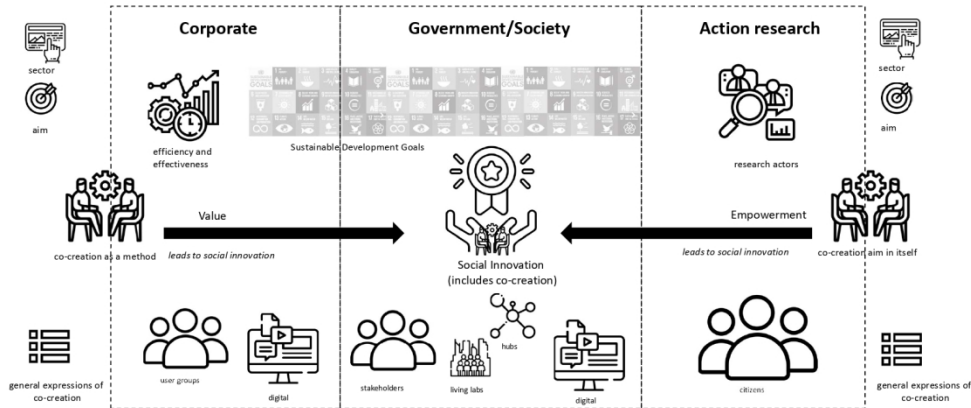 Corporate
Government/Society
Action research
sector
sector
aim
aim
efficiency and
effectiveness
Sustainable Development Goals
research actors
Value
Empowerment
co-creation as a method
leads to social innovation
Social Innovation
(includes co-creation)
leads to social innovation
co-creation aim in itself
user groups
digital
stakeholders
living labs
hubs
digital
citizens
general expressions of
co-creation
general expressions of
co-creation